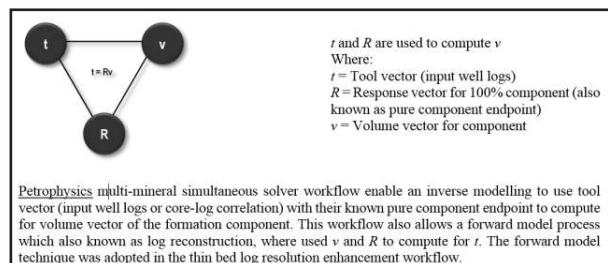 t
v
t = Rv
R
t and R are used to compute v
Where:
t = Tool vector (input well logs)
R = Response vector for 100% component (also
known as pure component endpoint)
v = Volume vector for component
Petrophysics multi-mineral simultaneous solver workflow enable an inverse modelling to use tool
vector (input well logs or core-log correlation) with their known pure component endpoint to compute
for volume vector of the formation component. This workflow also allows a forward model process
which also known as log reconstruction, where used v and R to compute for t. The forward model
technique was adopted in the thin bed log resolution enhancement workflow.